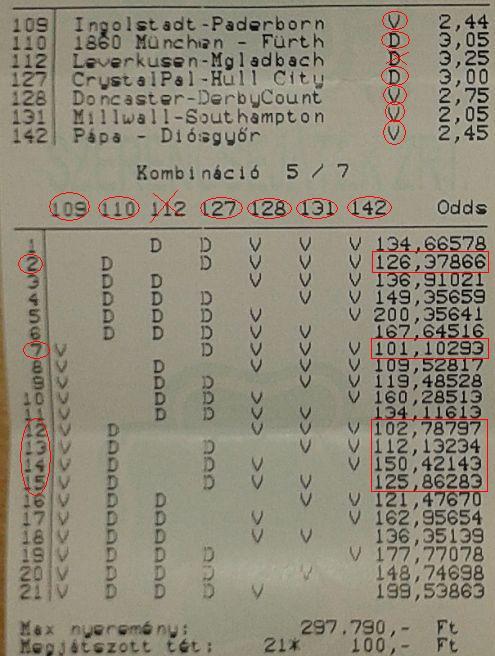 109 Ingolstadt-Paderborn V 2,44
110 1860 München - Fürth D 3,05
112 Leverkusen-Mgladbach D 3,25
127 CrystalPal-Hull City D 3,00
128 Doncaster-DerbyCount V 2,75
131 Millwall-Southampton V 2,05
142 Pápa - Diósgyőr V 2,45
Kombináció 5 / 7
109 110 112 127 128 131 142 Odds
1 D D V V V 134,66578
2 D D V V V 126,37866
3 D D V V V 136,91021
4 D D D V V 149,35659
5 D D D V V 200,35641
6 D D D V V 167,64516
7 V D V V V 101,10293
8 V D V V V 109,52817
9 V D D V V 119,48528
10 V D D V V 160,28513
11 V D D V V 134,11613
12 V D V V V 102,78797
13 V D D V V 112,13234
14 V D D V V 150,42143
15 V D D V V 125,86283
16 V D D V V 121,47670
17 V D D V V 162,95654
18 V D D V V 136,35139
19 V D D D V 177,77078
20 V D D D V 148,74698
21 V D D D V 199,53863
Max nyeremény: 297.790,- Ft
Megjátszott tét: 21* 100,- Ft